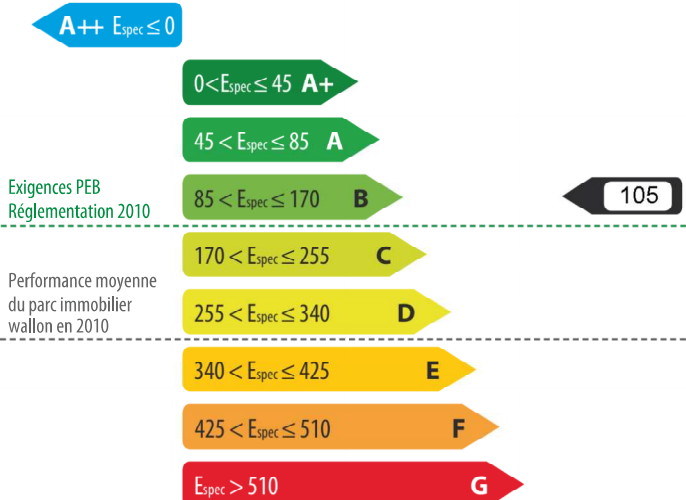 A++ Espec ≤ 0
0<Espec ≤ 45 A+
45 < Espec ≤ 85 A
Exigences PEB
Réglementation 2010
85 < Espec ≤ 170 B
105
170 < Espec ≤ 255 C
Performance moyenne
du parc immobilier
wallon en 2010
255 < Espec ≤ 340 D
340 < Espec ≤ 425 E
425 < Espec ≤ 510 F
Espec > 510 G